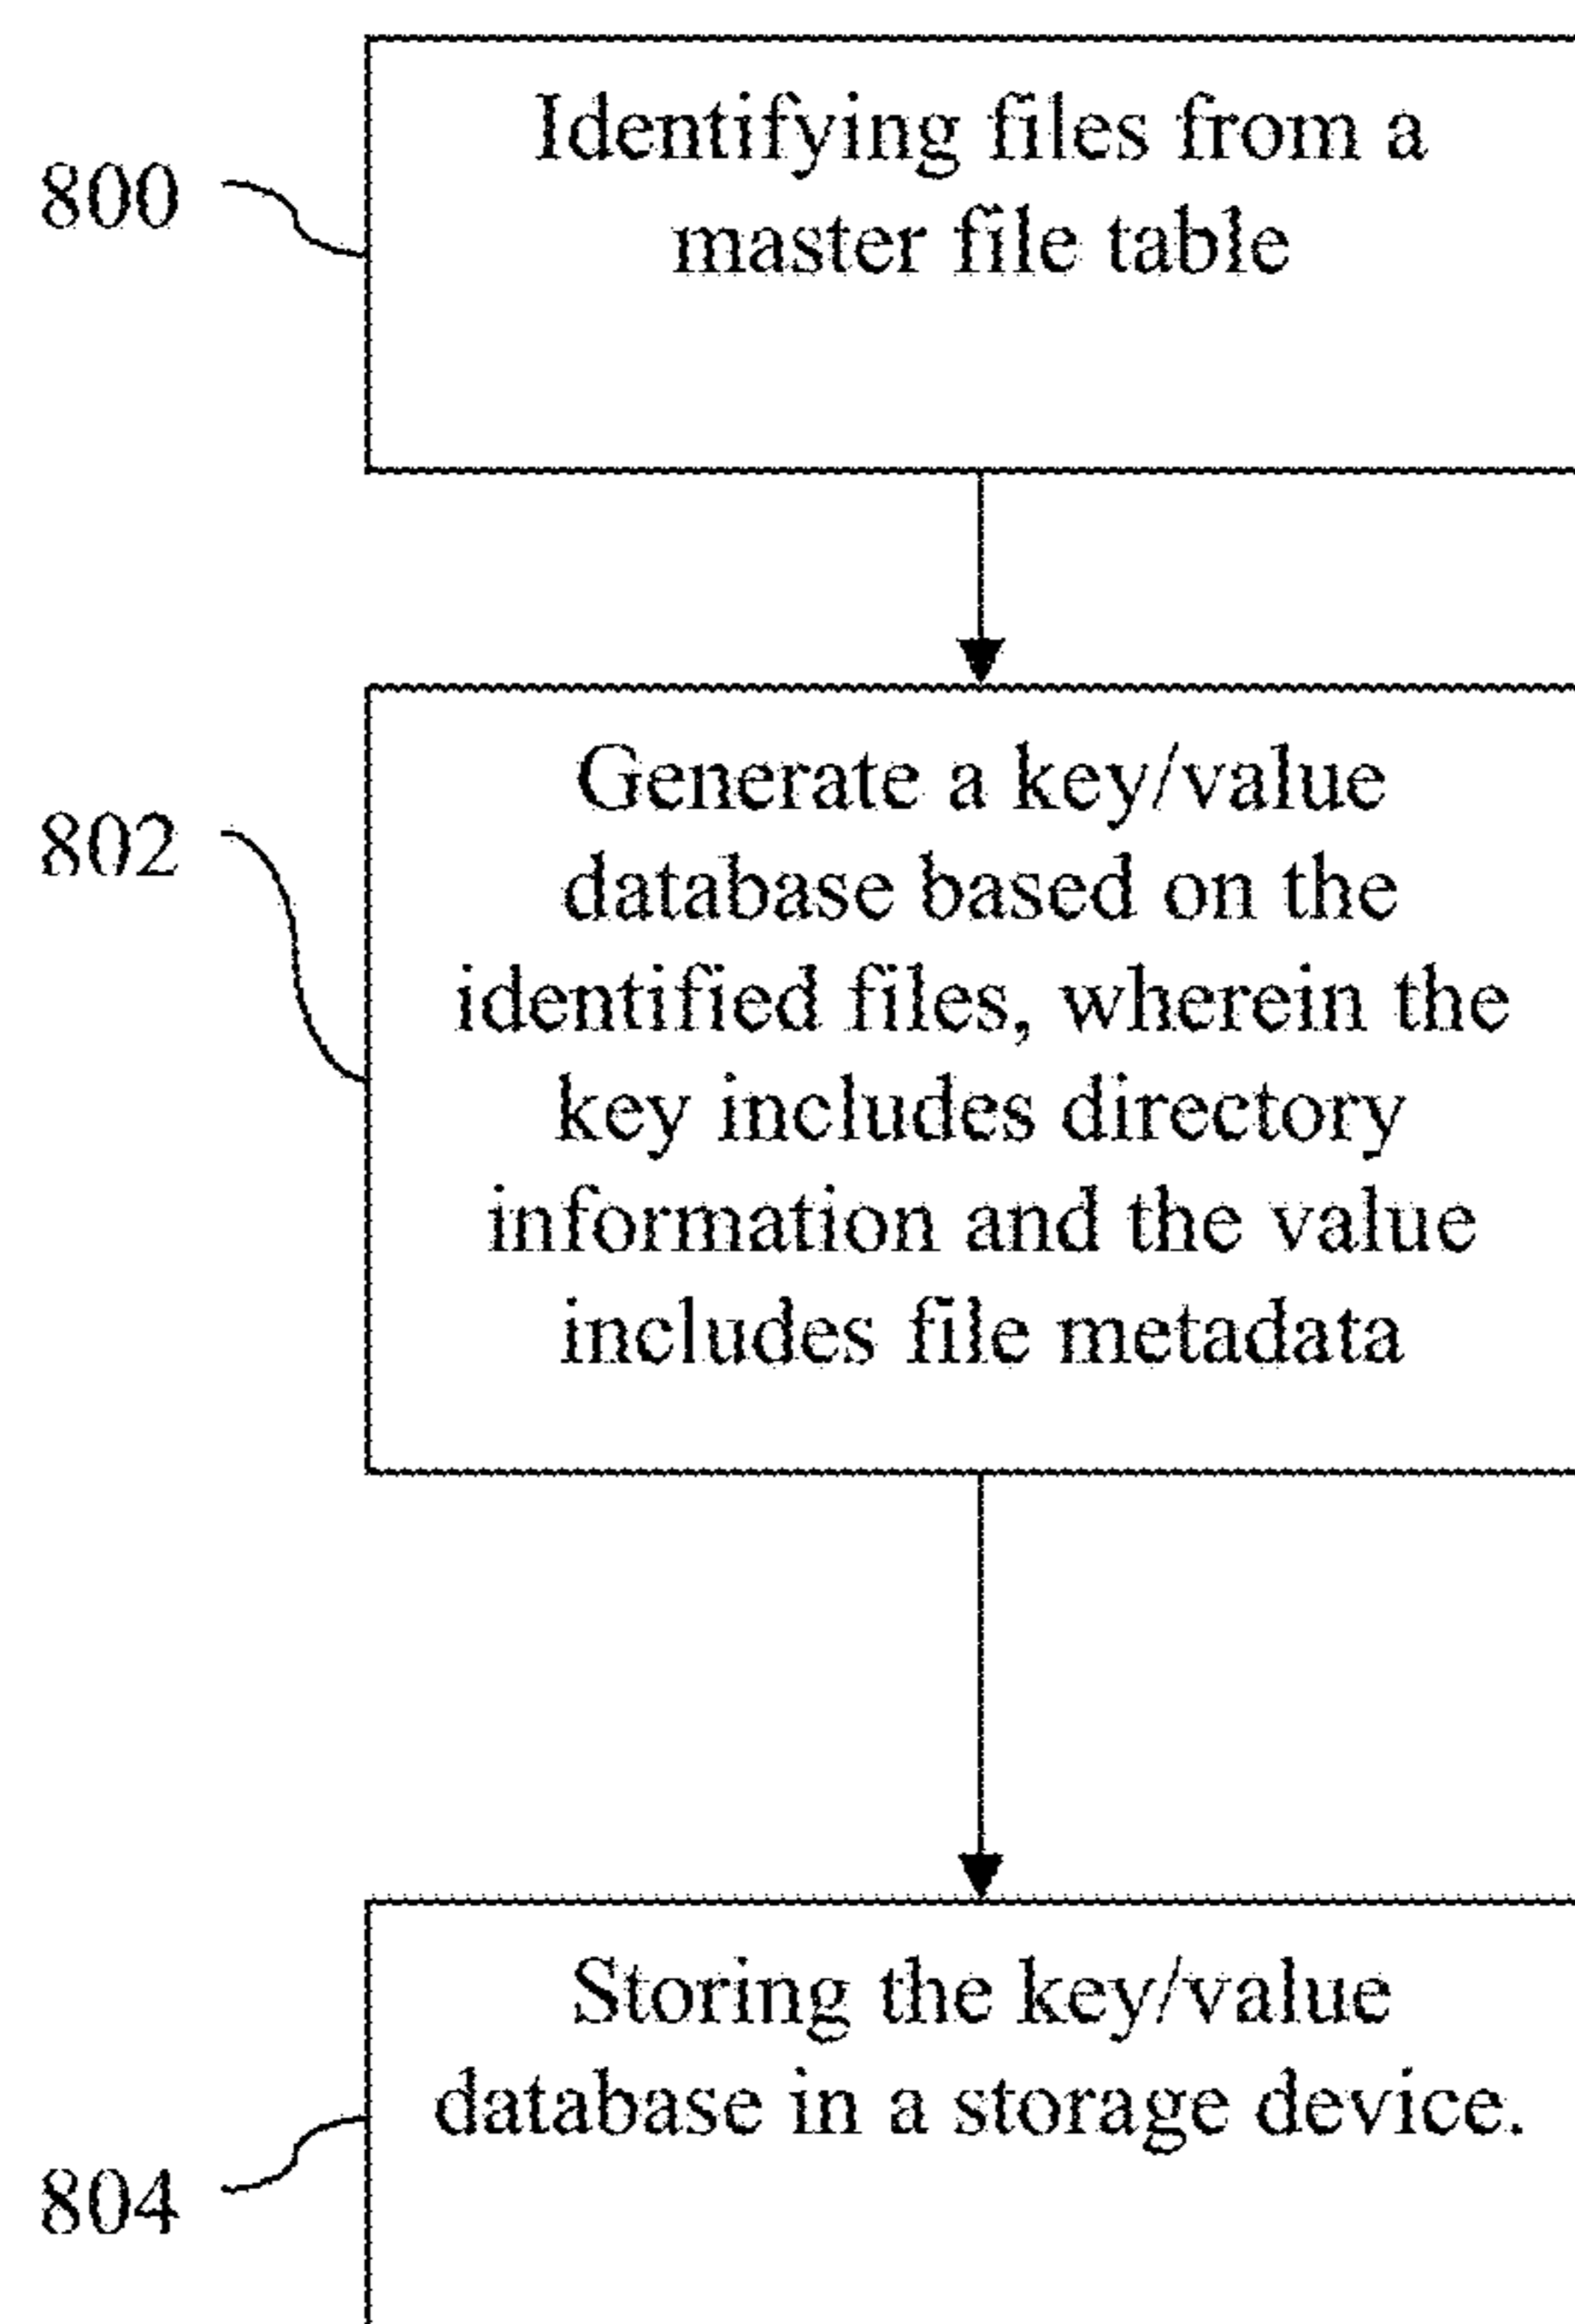 800
Identifying files from a
master file table
802
Generate a key/value
database based on the
identified files, wherein the
key includes directory
information and the value
includes file metadata
804
Storing the key/value
database in a storage device.